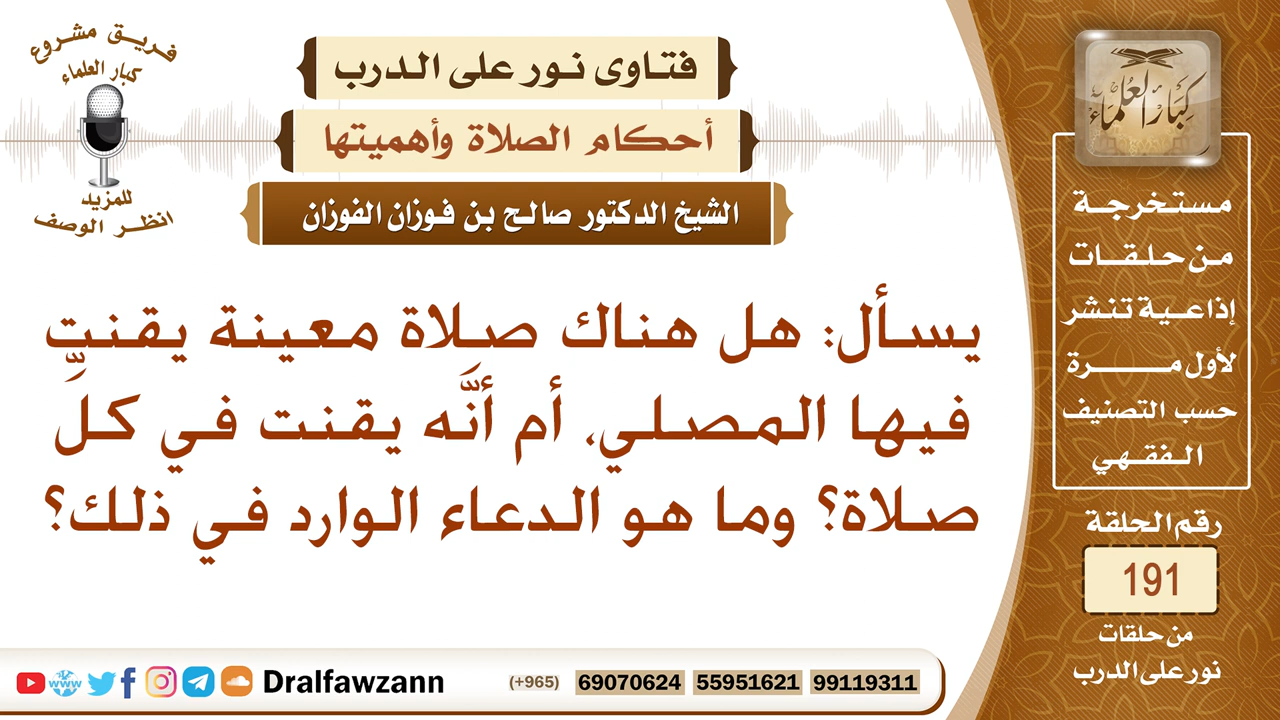 فريق مشروع
كبار العلماء
للمزيد
انظر الوصف
فتاوى نور على الدرب
أحكام الصلاة وأهميتها
الشيخ الدكتور صالح بن فوزان الفوزان
يسأل: هل هناك صلاة معينة يقنت
فيها المصلي، أم أنَّه يقنت في كلِّ
صلاة؟ وما هو الدعاء الوارد في ذلك؟
كبار العلماء
مستخرجة
من حلقات
إذاعية تنشر
لأول مرة
حسب التصنيف
الفقهي
رقم الحلقة
191
من حلقات
نور على الدرب
www Dralfawzann (+965) 69070624 55951621 99119311